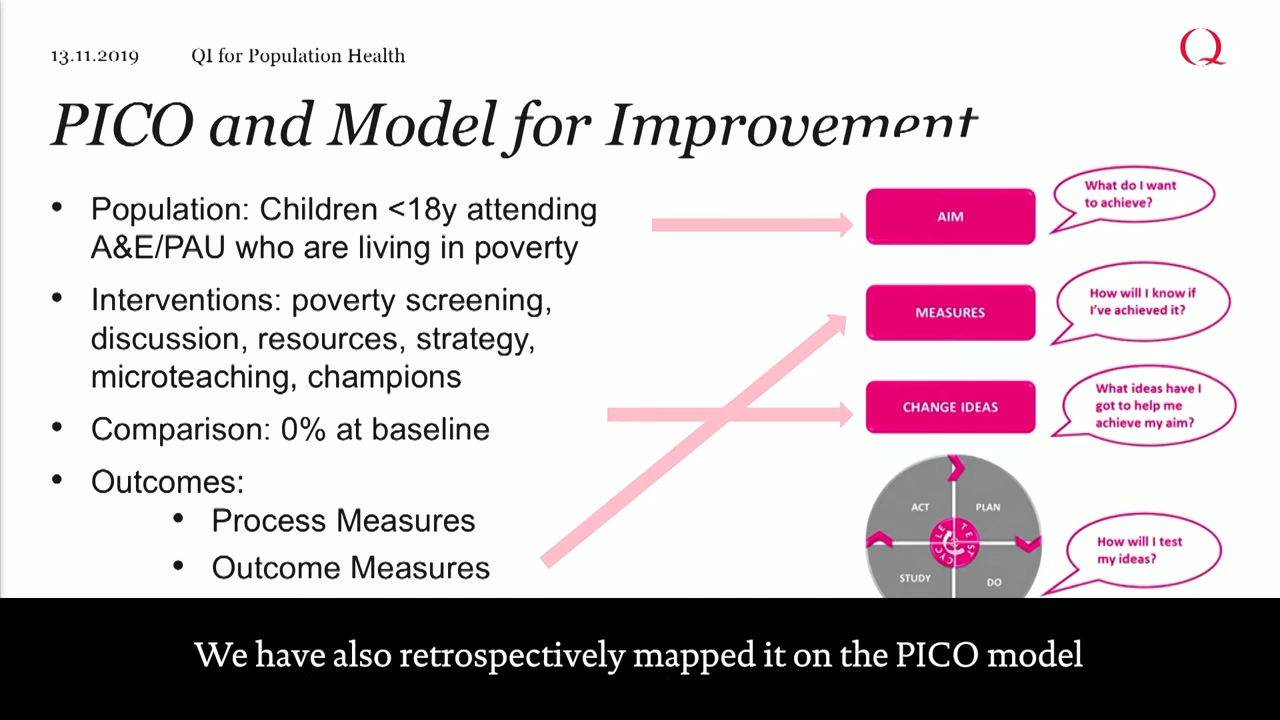 13.11.2019 QI for Population Health
Q
PICO and Model for Improvement
• Population: Children <18y attending
A&E/PAU who are living in poverty
• Interventions: poverty screening,
discussion, resources, strategy,
microteaching, champions
• Comparison: 0% at baseline
• Outcomes:
• Process Measures
• Outcome Measures
AIM
What do I want
to achieve?
MEASURES
How will I know if
I've achieved it?
CHANGE IDEAS
What ideas have I
got to help me
achieve my aim?
ACT
PLAN
TEST
CYCLE
STUDY
DO
How will I test
my ideas?
We have also retrospectively mapped it on the PICO model